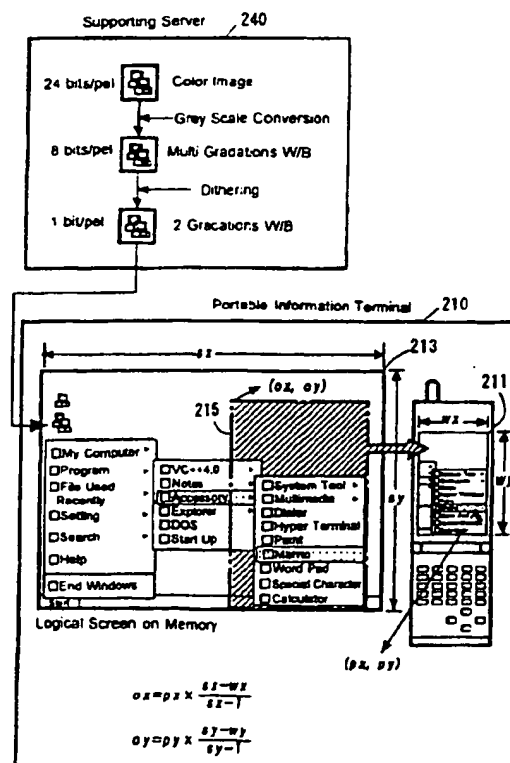 Supporting Server
240
24 bits/pel
Color Image
Grey Scale Conversion
8 bits/pel
Multi Gradations W/B
Dithering
1 bit/pel
2 Gracations W/B
Portable Information Terminal
210
sx
213
211
215
(ox, oy)
wx
wy
sy
My Computer
Program
File Used
Recently
Setting
Search
Help
End Windows
VC++4.0
Notes
Accessory
Explorer
DOS
Start Up
System Tool
Multimedia
Dialer
Hyper Terminal
Paint
Memo
Word Pad
Special Character
Calculator
Start
Logical Screen on Memory
(px, py)
ox=px × sx-wx / sx-1
oy=py × sy-wy / sy-1